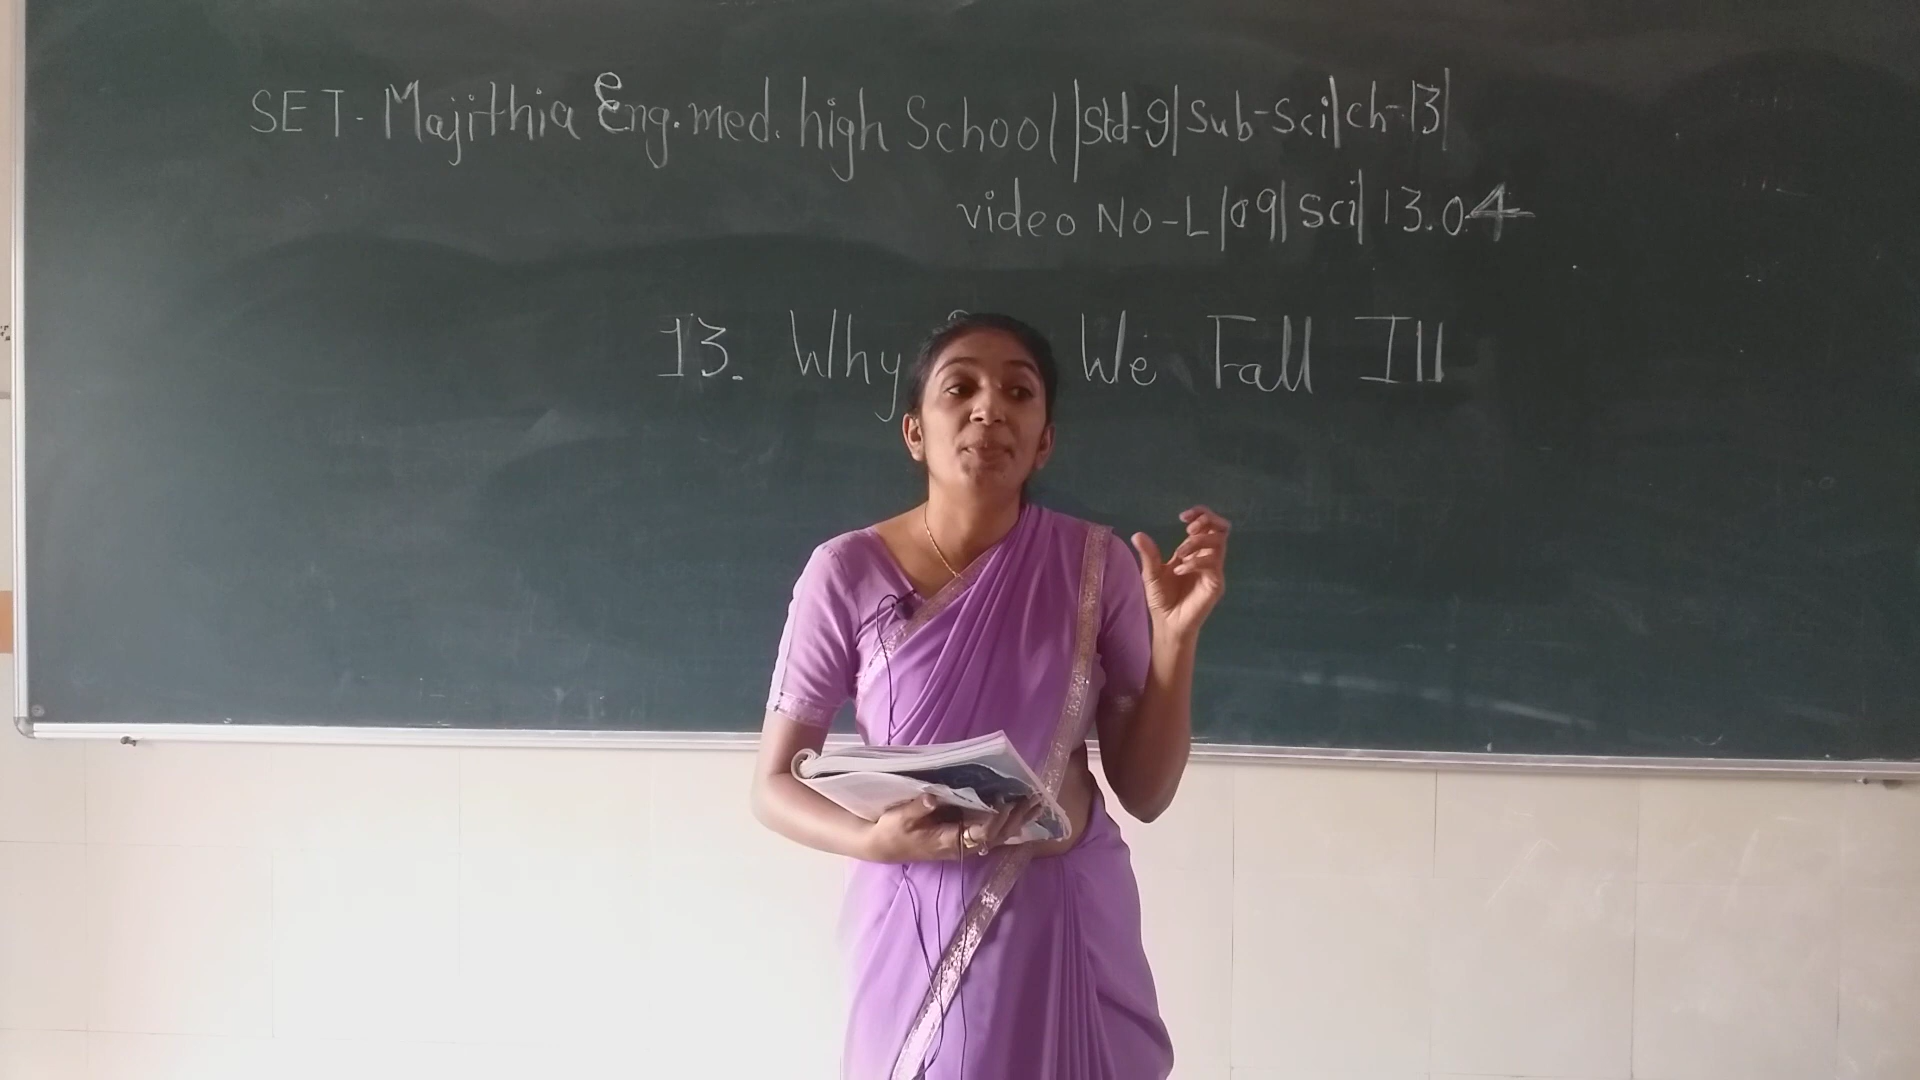 SET. Majithia Eng.med. high School |Std-9|Sub-Sci|ch-13|
video No-L|09|Sci|13.04
13. Why We Fall Ill